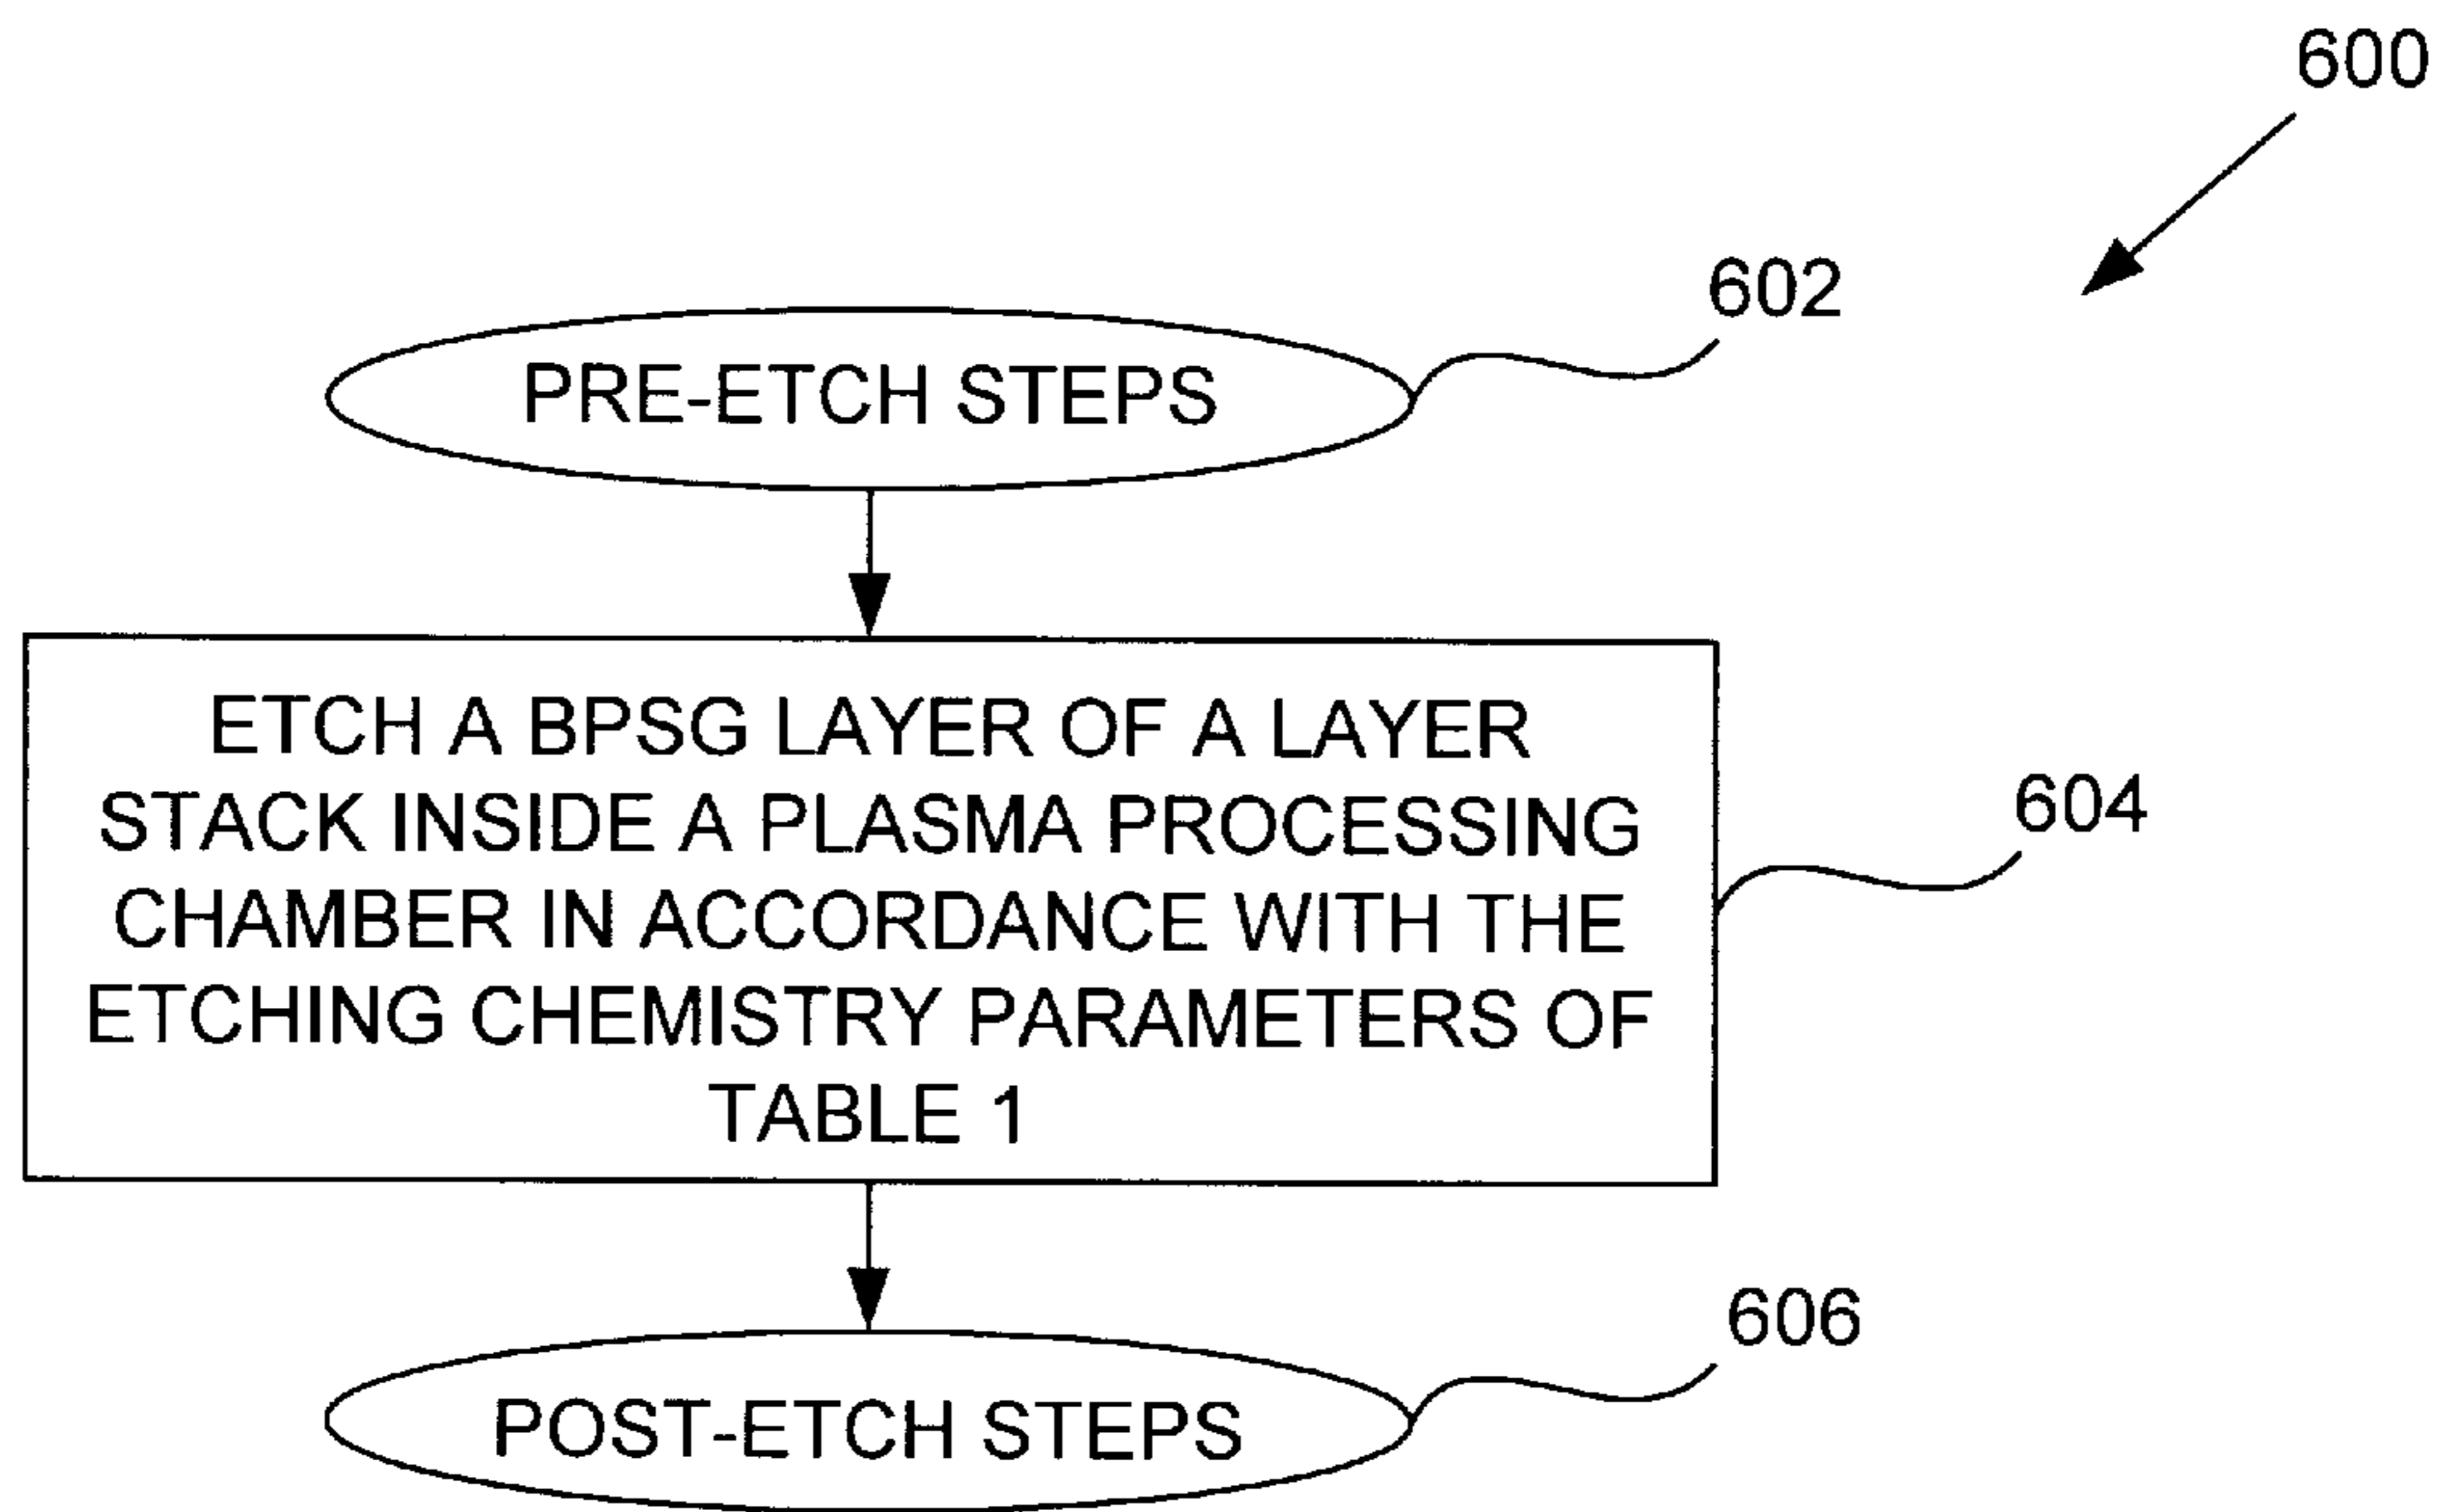 600
602
PRE-ETCH STEPS
ETCH A BPSG LAYER OF A LAYER
STACK INSIDE A PLASMA PROCESSING
CHAMBER IN ACCORDANCE WITH THE
ETCHING CHEMISTRY PARAMETERS OF
TABLE 1
604
606
POST-ETCH STEPS